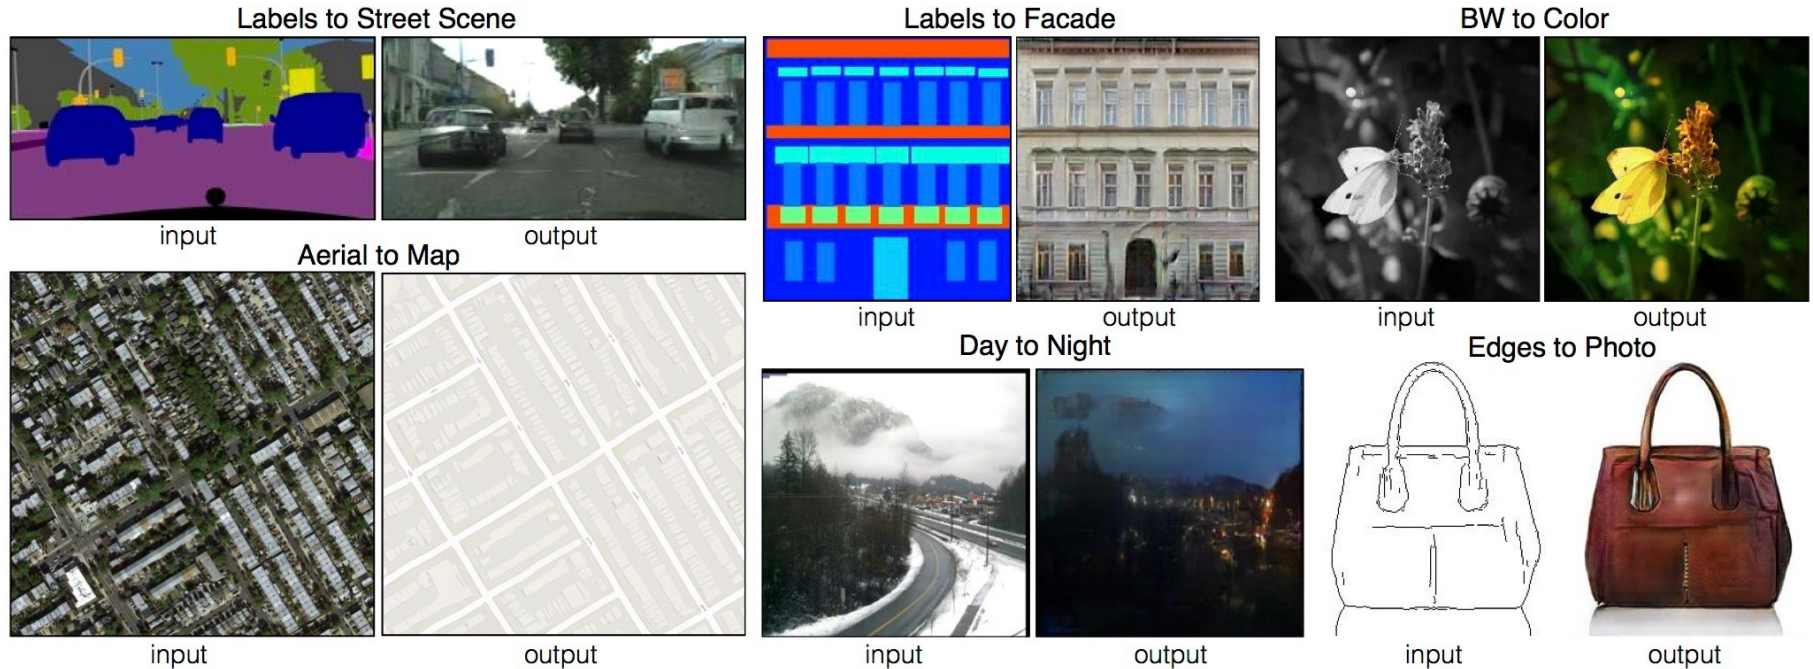 Labels to Street Scene
input
output
Aerial to Map
input
output
Labels to Facade
input
output
BW to Color
input
output
Day to Night
input
output
Edges to Photo
input
output